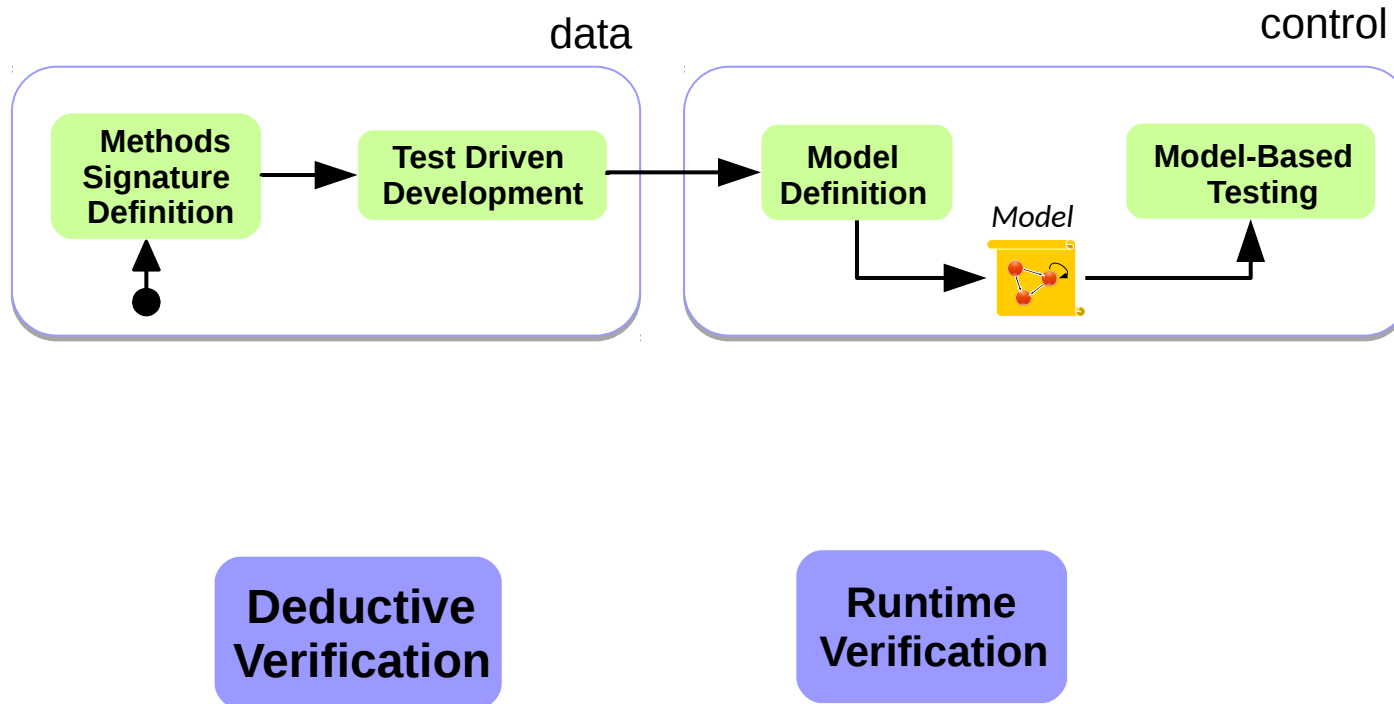 data
control
Methods
Signature
Definition
Test Driven
Development
Model
Definition
Model
Model-Based
Testing
Deductive
Verification
Runtime
Verification